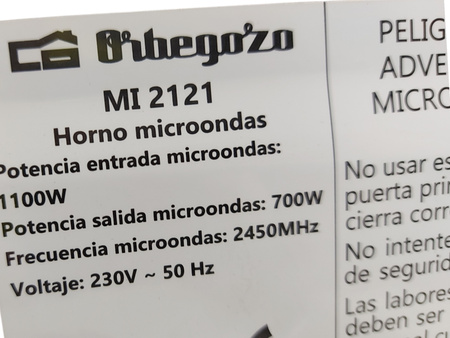 Orbegozo
MI 2121
Horno microondas
Potencia entrada microondas:
1100W
Potencia salida microondas: 700W
Frecuencia microondas: 2450MHz
Voltaje: 230V ~ 50 Hz
PELIG
ADVE
MICRO
No usar es
puerta pri
cierra corr
No intente
de segurid
Las labores
deben ser